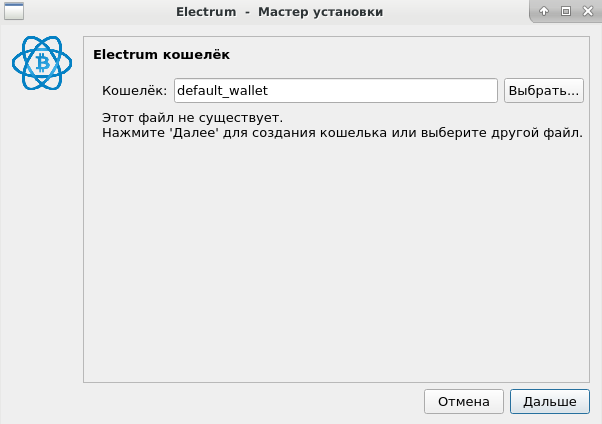 Electrum - Мастер установки
Electrum кошелёк
Кошелёк: default_wallet Выбрать...
Этот файл не существует.
Нажмите 'Далее' для создания кошелька или выберите другой файл.
Отмена Дальше